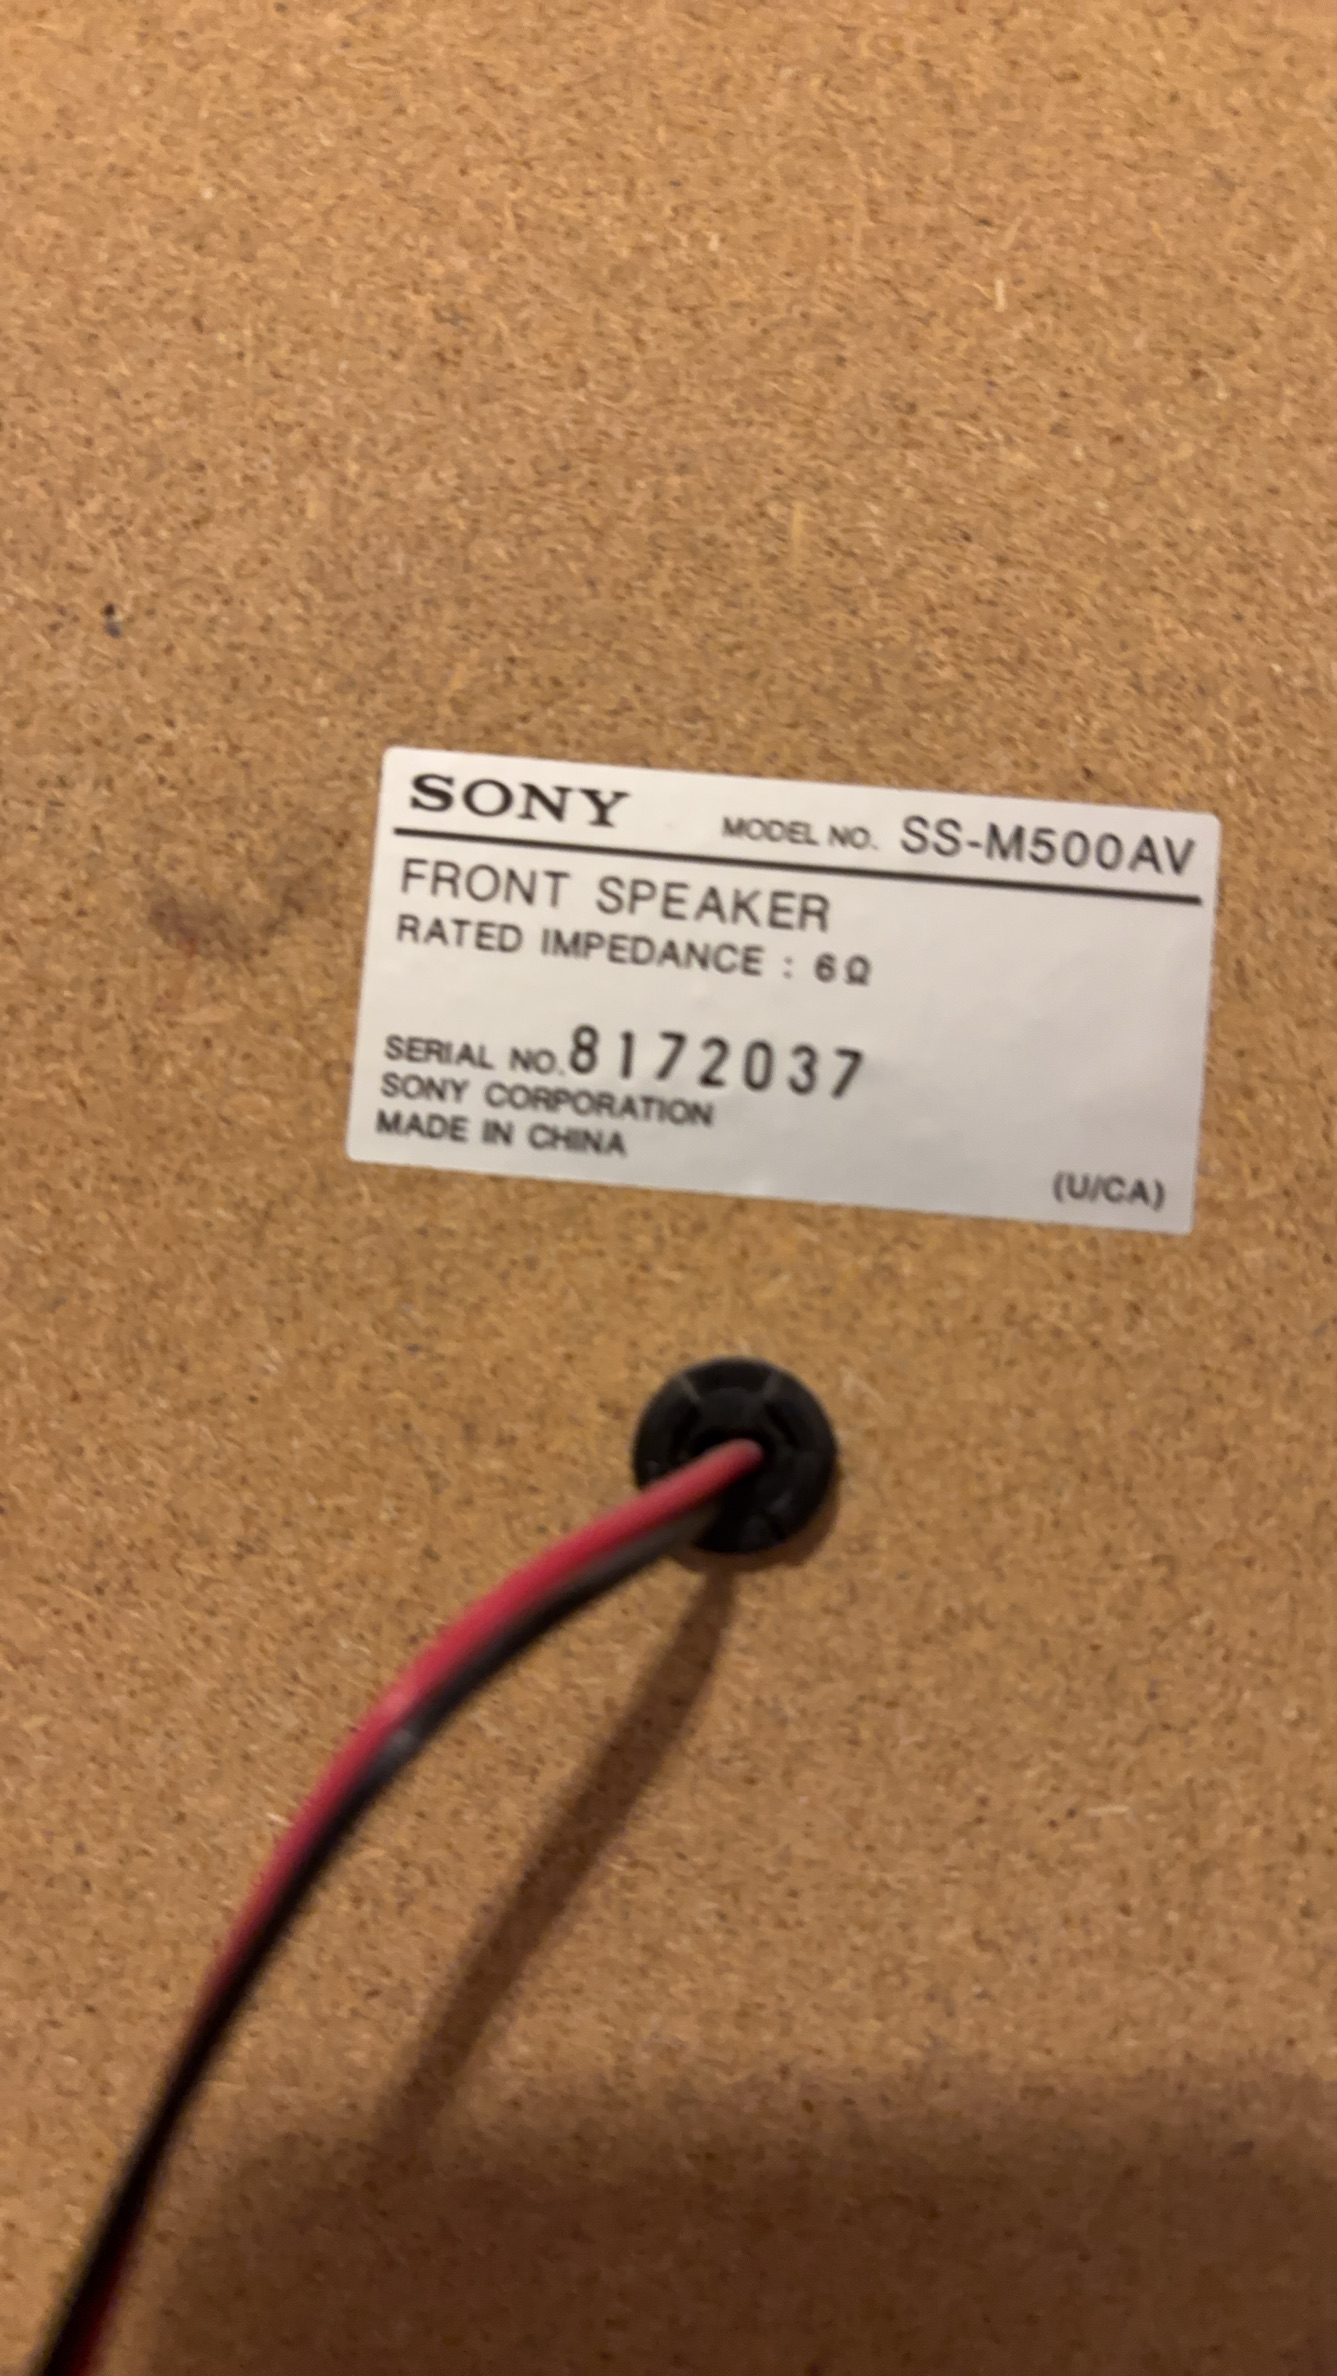 SONY MODEL NO. SS-M500AV
FRONT SPEAKER
RATED IMPEDANCE : 6Ω
SERIAL NO. 8172037
SONY CORPORATION
MADE IN CHINA
(U/CA)